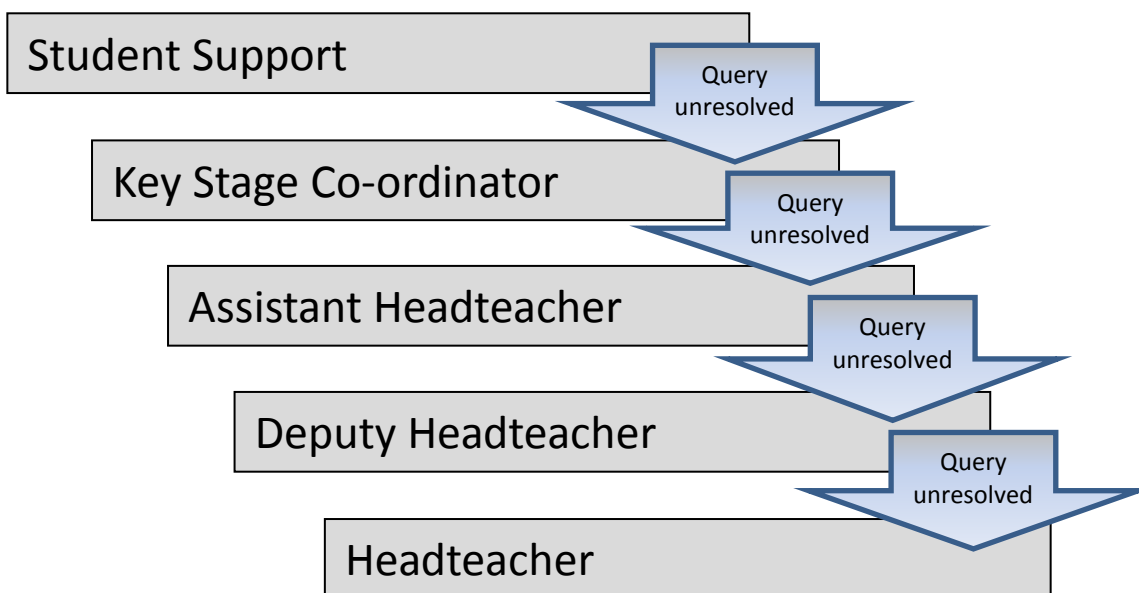 Student Support
Query
unresolved
Key Stage Co-ordinator
Query
unresolved
Assistant Headteacher
Query
unresolved
Deputy Headteacher
Query
unresolved
Headteacher